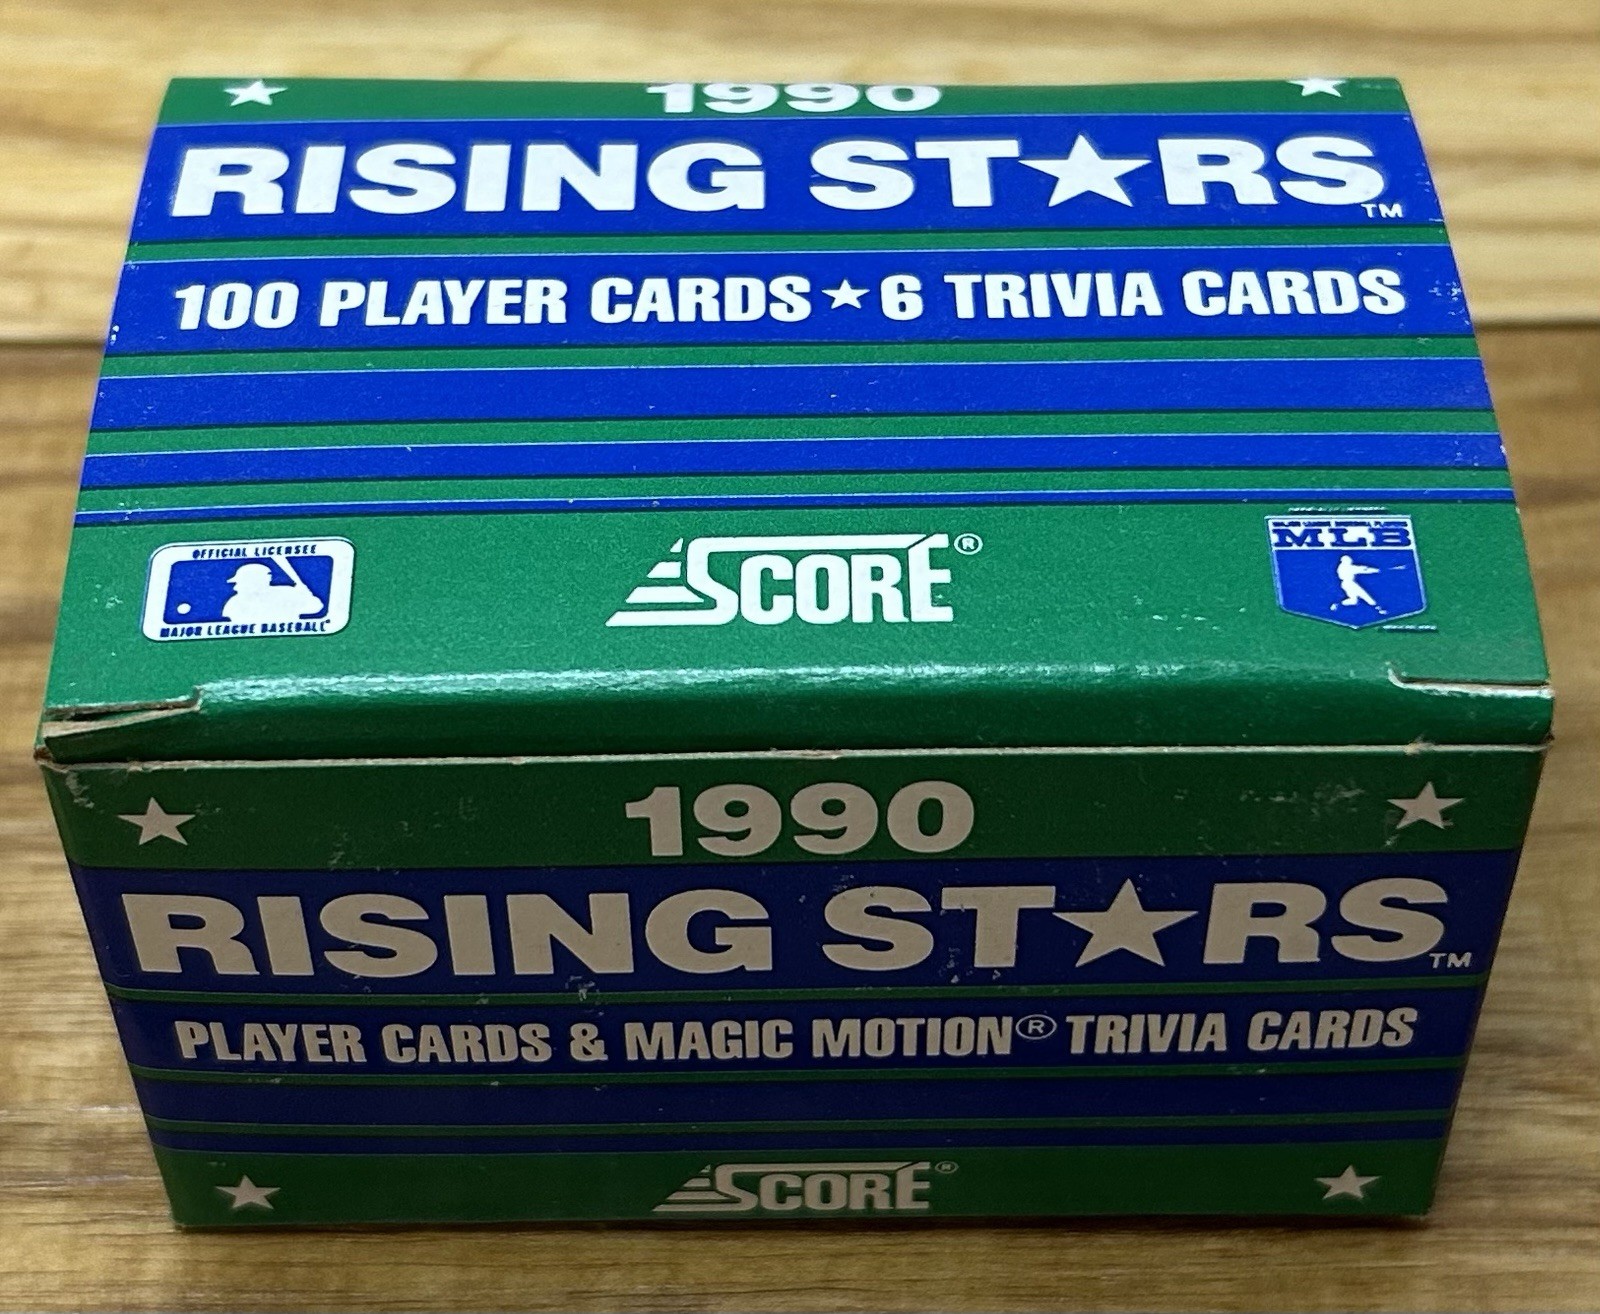 1990
RISING ST★RS™
100 PLAYER CARDS ★ 6 TRIVIA CARDS
OFFICIAL LICENSEE
MAJOR LEAGUE BASEBALL
SCORE®
MLB
1990
RISING ST★RS™
PLAYER CARDS & MAGIC MOTION® TRIVIA CARDS
SCORE®